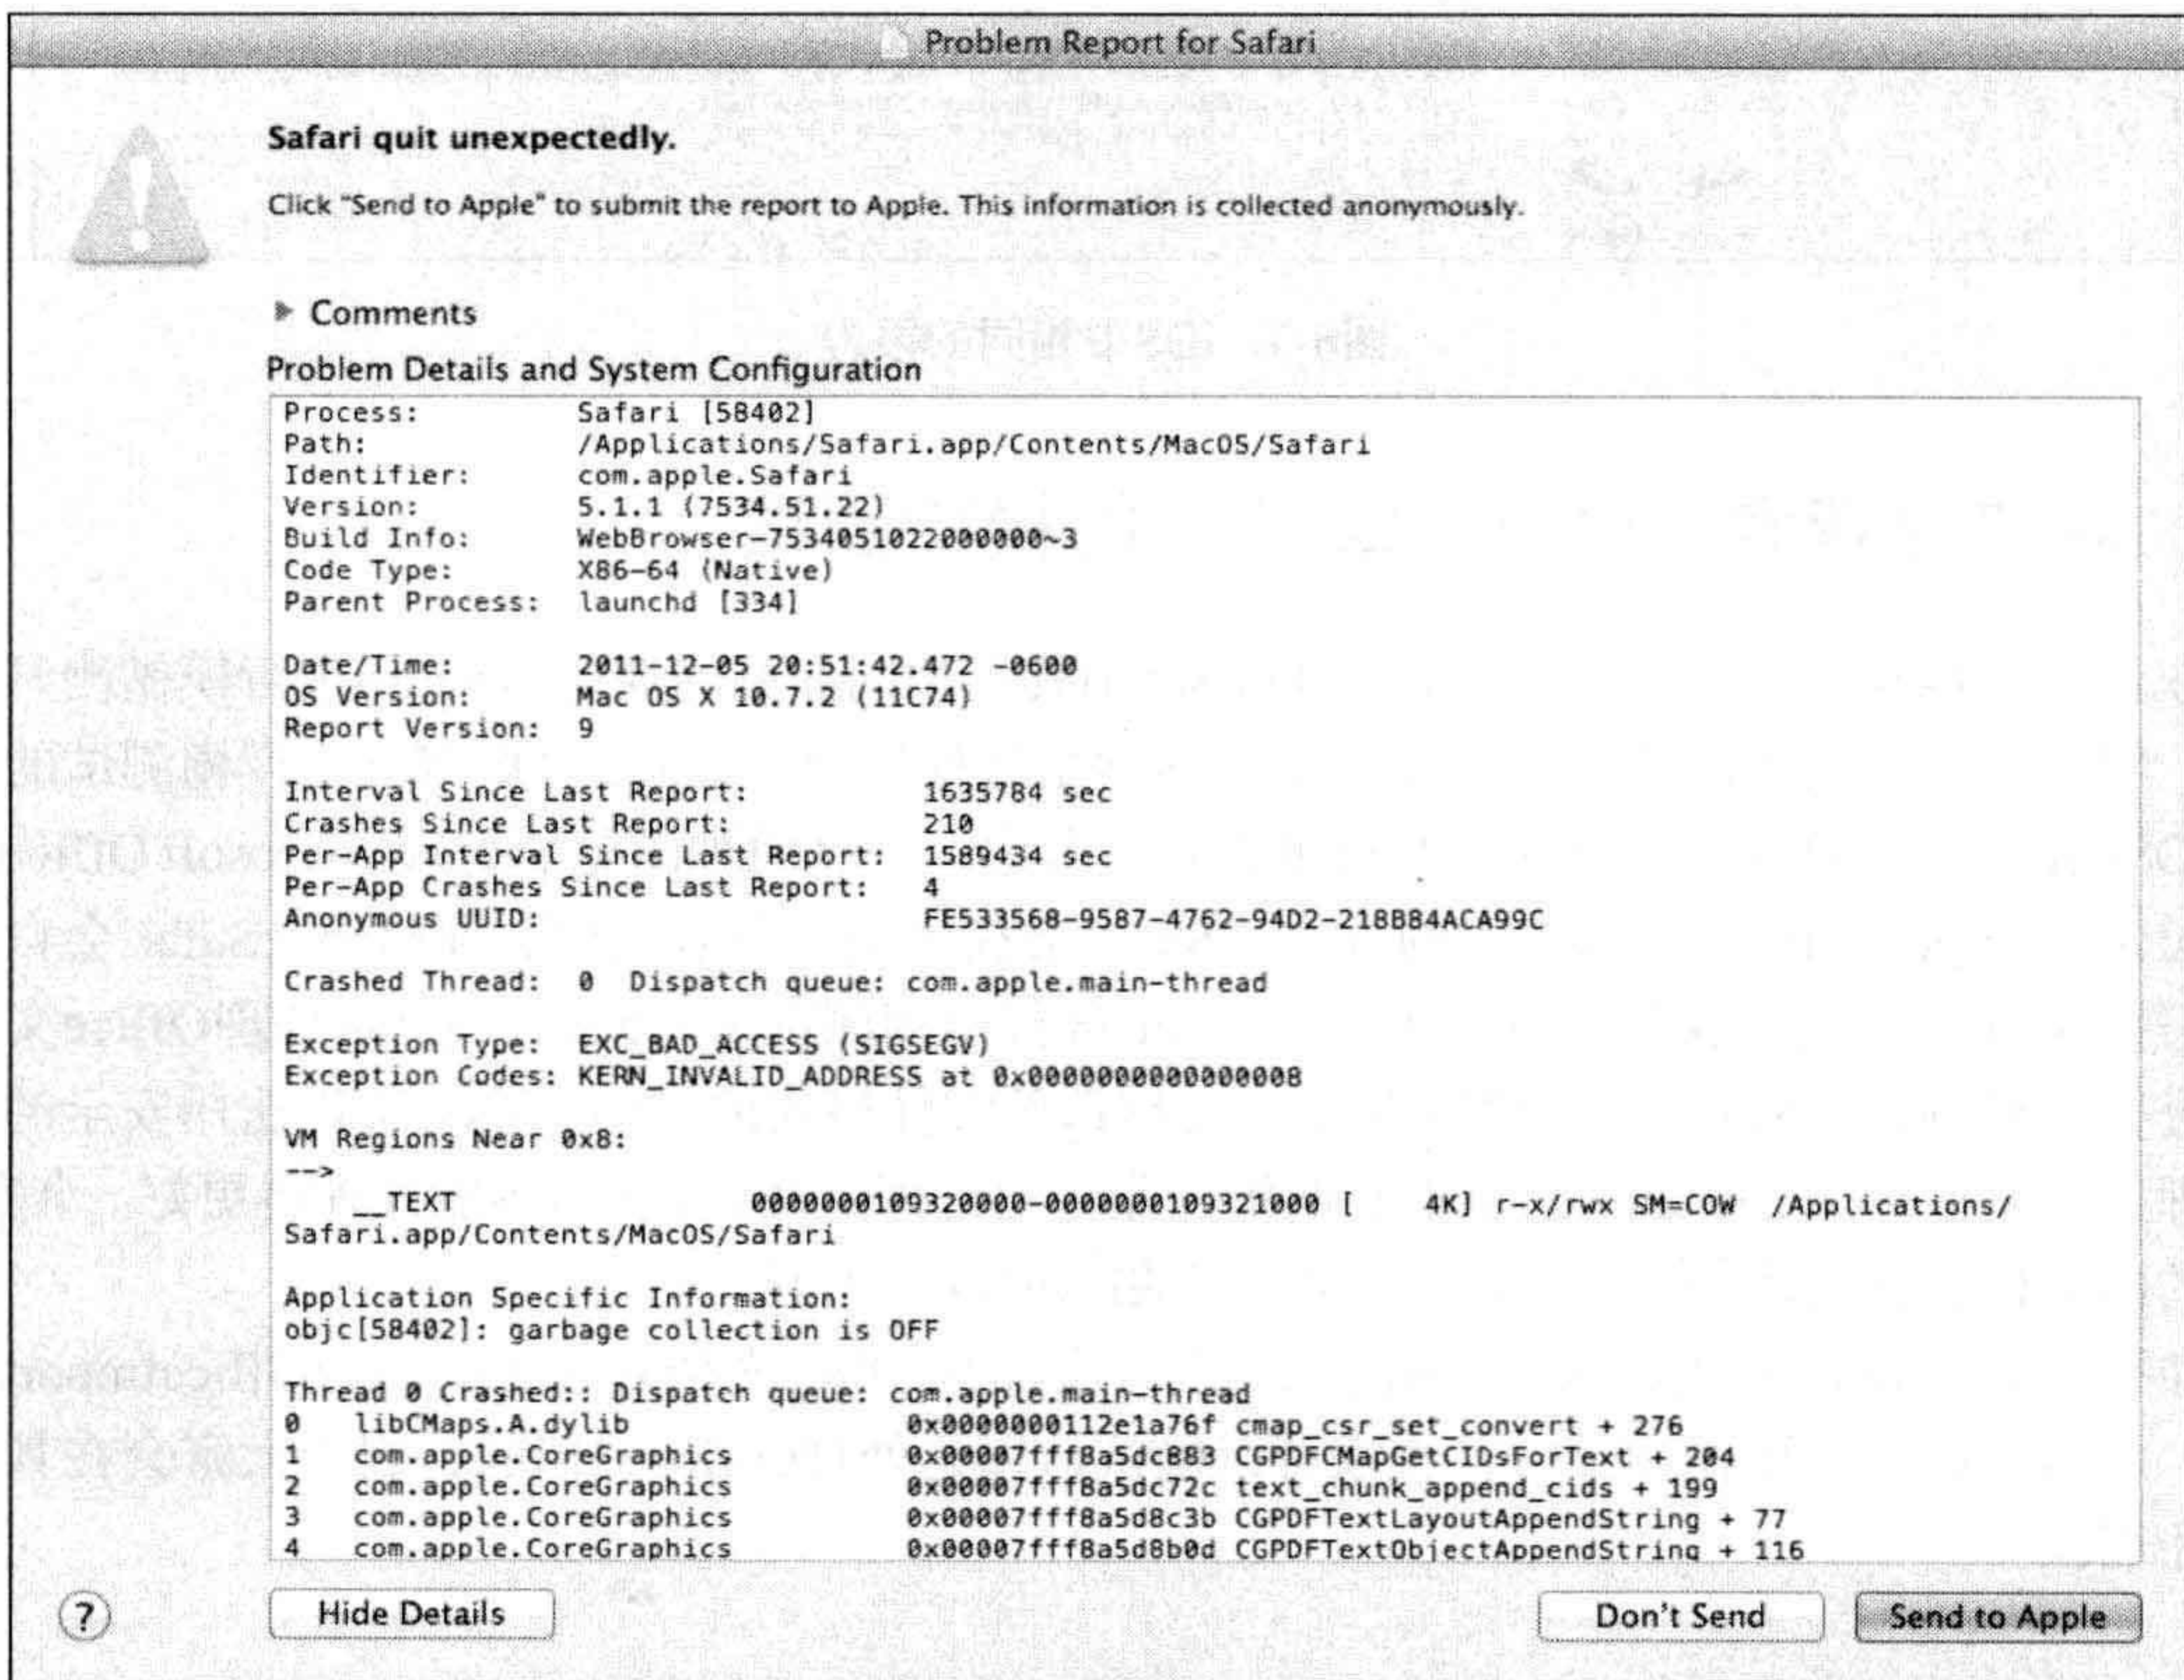 Problem Report for Safari
Safari quit unexpectedly.
Click "Send to Apple" to submit the report to Apple. This information is collected anonymously.
Comments
Problem Details and System Configuration
Process: Safari [58402]
Path: /Applications/Safari.app/Contents/MacOS/Safari
Identifier: com.apple.Safari
Version: 5.1.1 (7534.51.22)
Build Info: WebBrowser-7534051022000000~3
Code Type: X86-64 (Native)
Parent Process: launchd [334]
Date/Time: 2011-12-05 20:51:42.472 -0600
OS Version: Mac OS X 10.7.2 (11C74)
Report Version: 9
Interval Since Last Report: 1635784 sec
Crashes Since Last Report: 210
Per-App Interval Since Last Report: 1589434 sec
Per-App Crashes Since Last Report: 4
Anonymous UUID: FE533568-9587-4762-94D2-218B84ACA99C
Crashed Thread: 0 Dispatch queue: com.apple.main-thread
Exception Type: EXC_BAD_ACCESS (SIGSEGV)
Exception Codes: KERN_INVALID_ADDRESS at 0x0000000000000008
VM Regions Near 0x8:
-->
__TEXT 0000000109320000-0000000109321000 [ 4K] r-x/rwx SM=COW /Applications/
Safari.app/Contents/MacOS/Safari
Application Specific Information:
objc[58402]: garbage collection is OFF
Thread 0 Crashed:: Dispatch queue: com.apple.main-thread
0 libCMaps.A.dylib 0x0000000112e1a76f cmap_csr_set_convert + 276
1 com.apple.CoreGraphics 0x00007fff8a5dc883 CGPDFCMapGetCIDsForText + 204
2 com.apple.CoreGraphics 0x00007fff8a5dc72c text_chunk_append_cids + 199
3 com.apple.CoreGraphics 0x00007fff8a5d8c3b CGPDFTextLayoutAppendString + 77
4 com.apple.CoreGraphics 0x00007fff8a5d8b0d CGPDFTextObjectAppendString + 116
?
Hide Details
Don't Send
Send to Apple